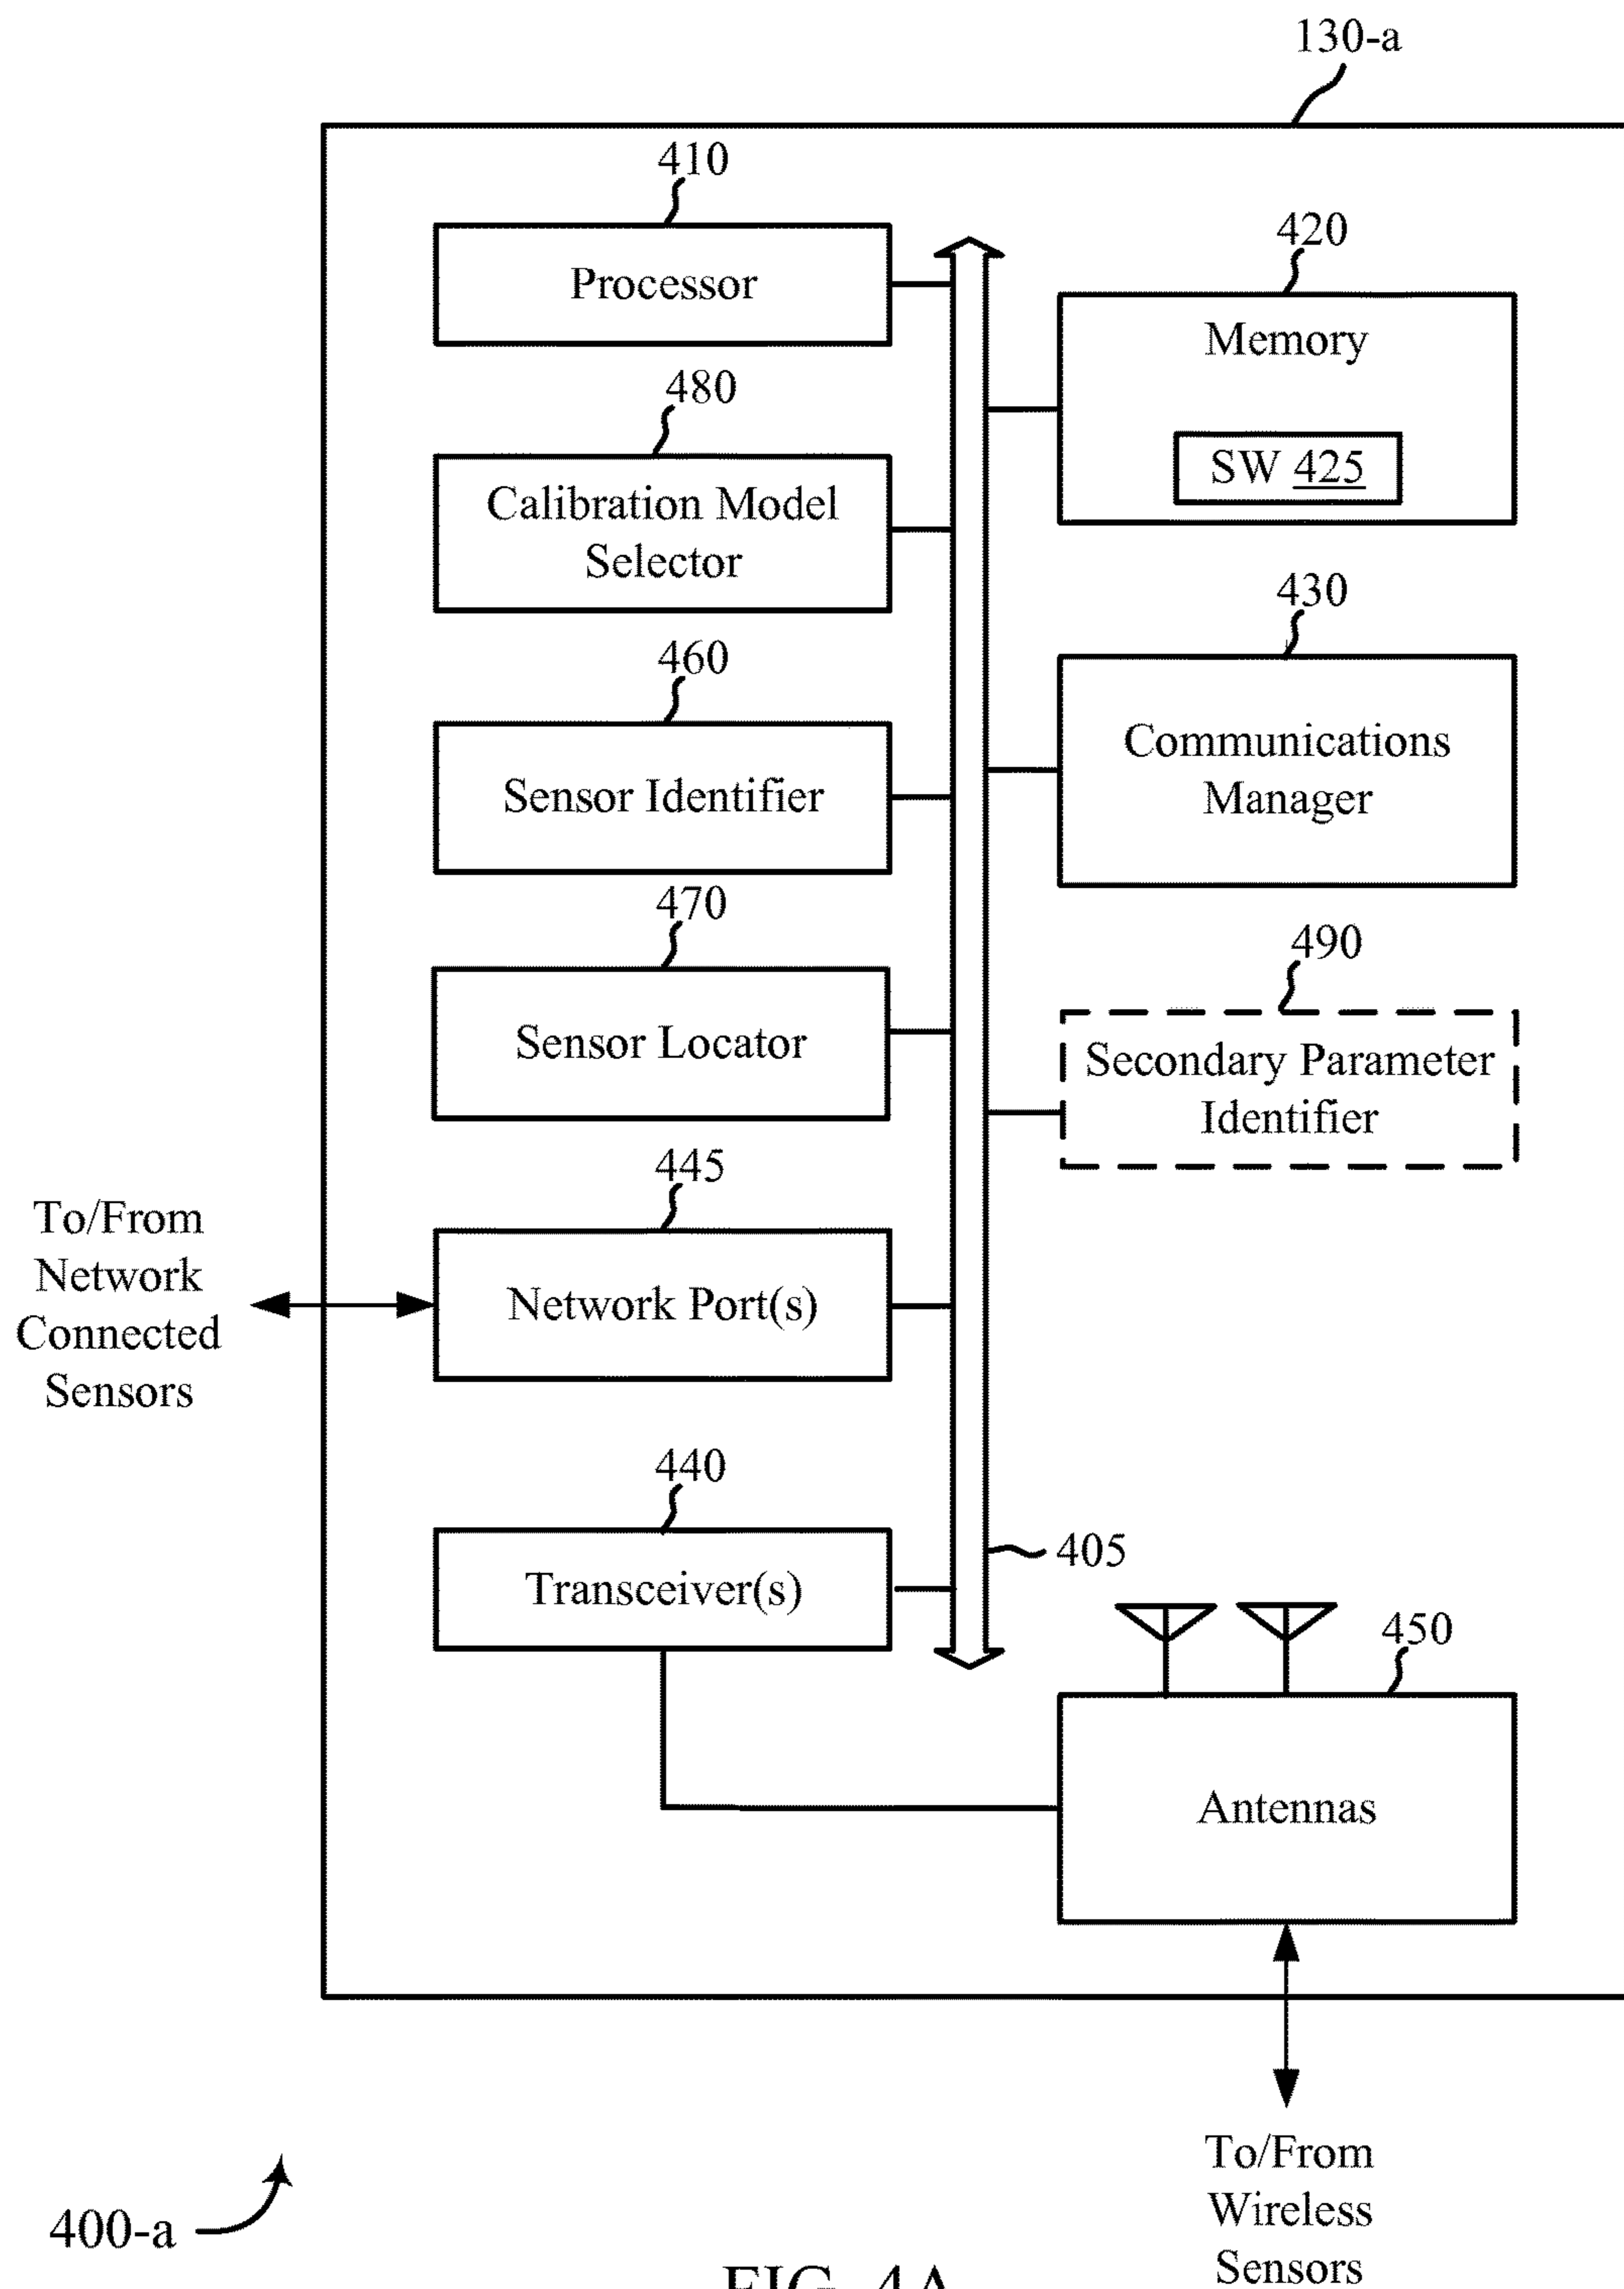 130-a
410
Processor
420
Memory
SW 425
480
Calibration Model
Selector
430
Communications
Manager
460
Sensor Identifier
470
Sensor Locator
490
Secondary Parameter
Identifier
445
Network Port(s)
To/From
Network
Connected
Sensors
440
Transceiver(s)
405
450
Antennas
To/From
Wireless
Sensors
400-a
FIG. 4A